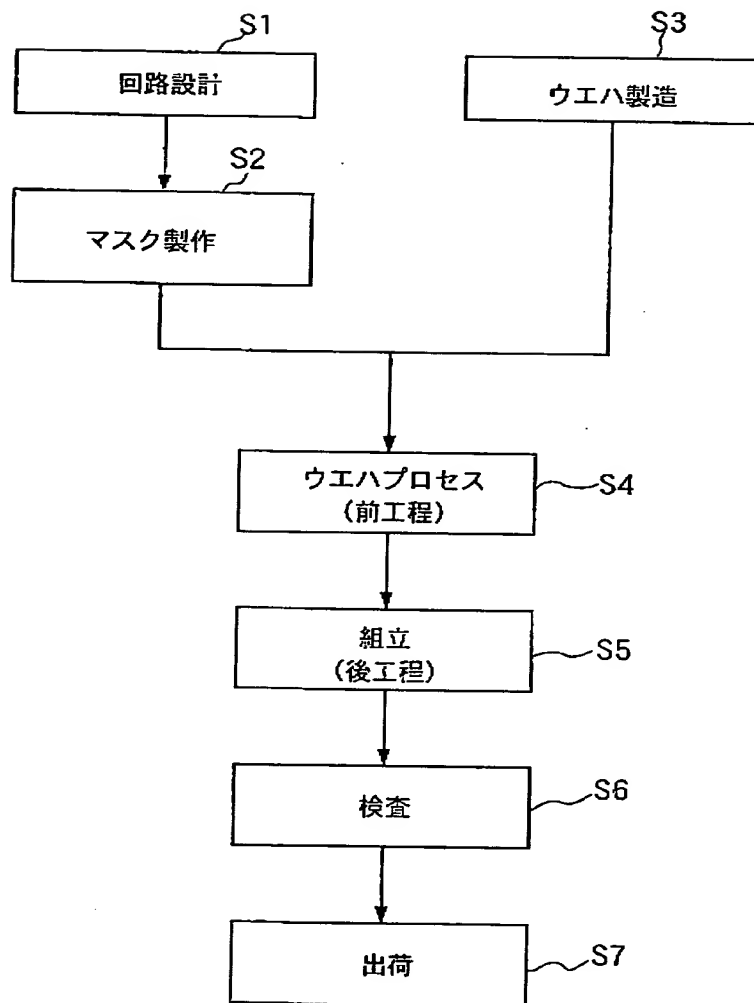 S1
回路設計
S3
ウエハ製造
S2
マスク製作
ウエハプロセス
(前工程)
S4
組立
(後工程)
S5
検査
S6
出荷
S7